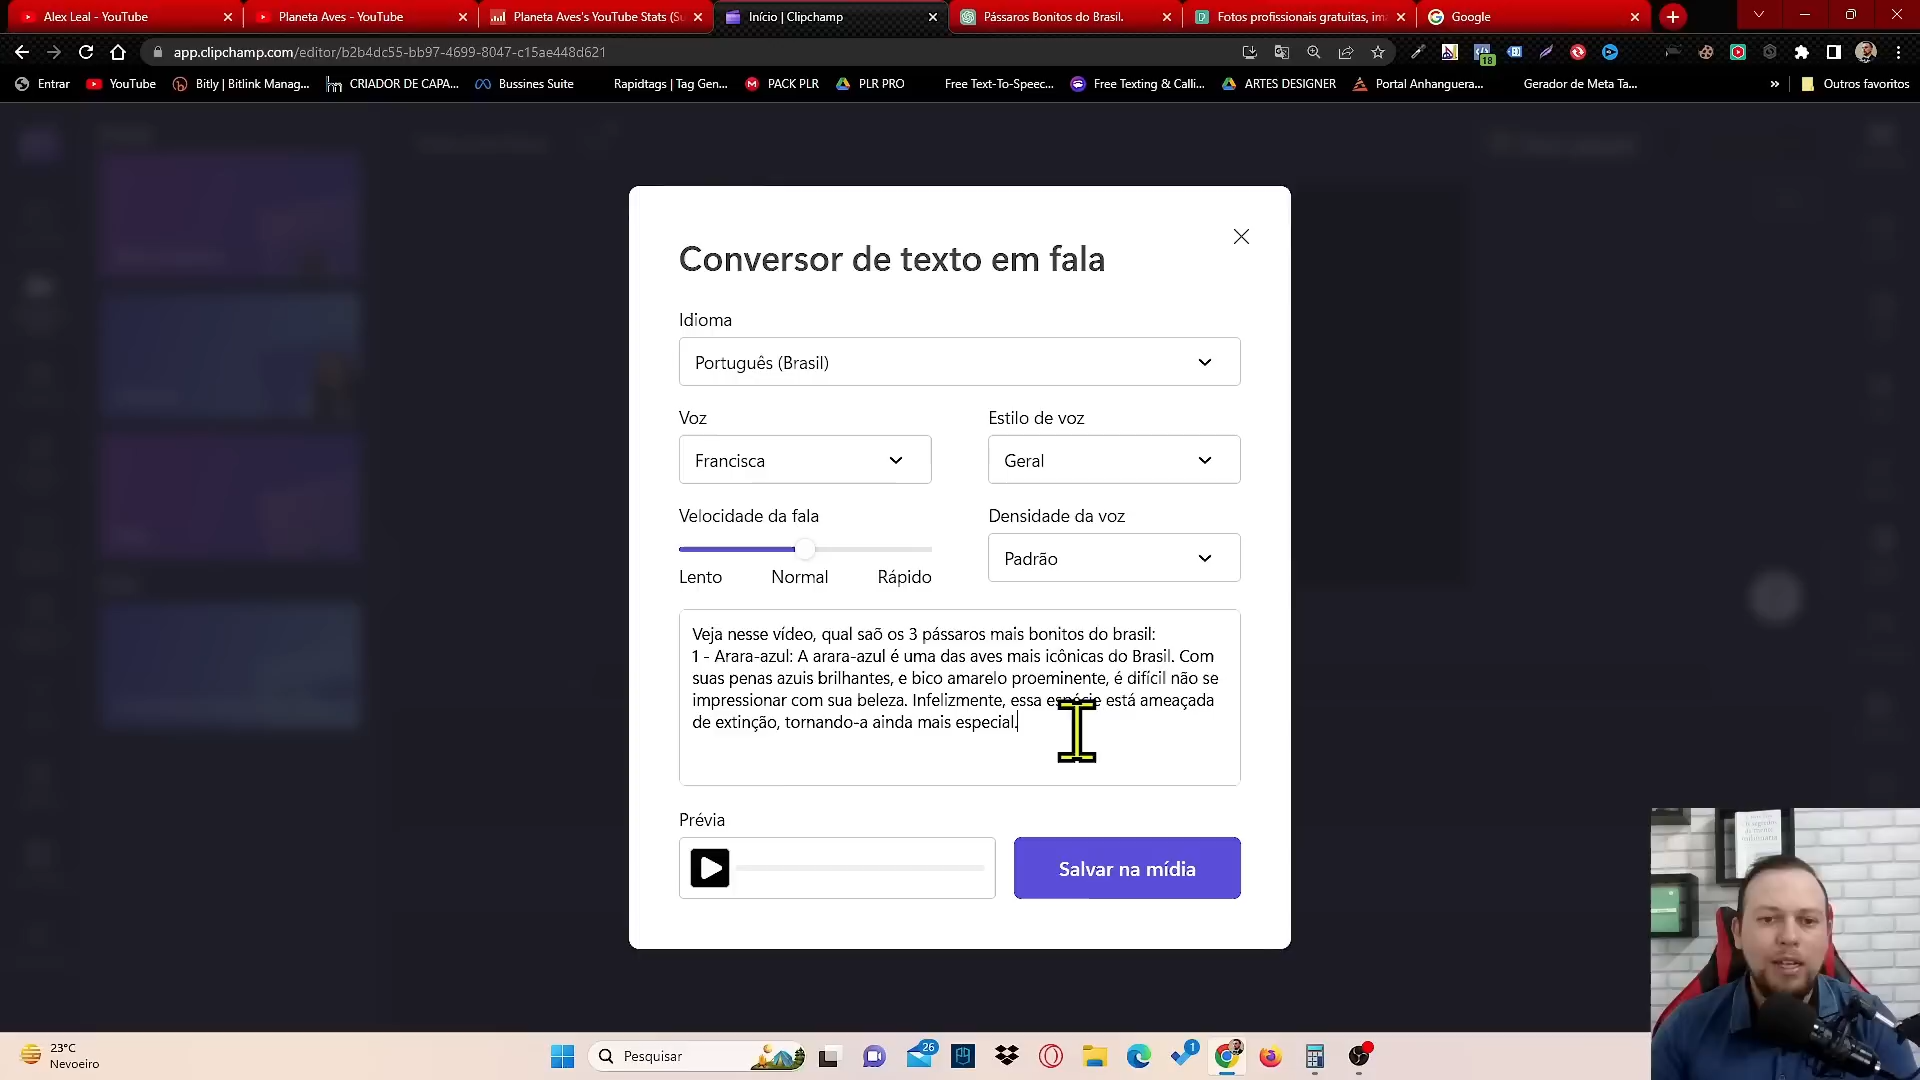 Alex Leal - YouTube
Planeta Aves - YouTube
Planeta Aves's YouTube Stats (Su
Início | Clipchamp
Pássaros Bonitos do Brasil.
Fotos profissionais gratuitas, im
Google
app.clipchamp.com/editor/b2b4dc55-bb97-4699-8047-c15ae448d621
18
Entrar
YouTube
Bitly | Bitlink Manag...
CRIADOR DE CAPA...
Bussines Suite
Rapidtags | Tag Gen...
PACK PLR
PLR PRO
Free Text-To-Speec...
Free Texting & Calli...
ARTES DESIGNER
Portal Anhanguera...
Gerador de Meta Ta...
»
Outros favoritos
Conversor de texto em fala
Idioma
Português (Brasil)
Voz
Estilo de voz
Francisca
Geral
Velocidade da fala
Densidade da voz
Padrão
Lento
Normal
Rápido
Veja nesse vídeo, qual saõ os 3 pássaros mais bonitos do brasil:
1 - Arara-azul: A arara-azul é uma das aves mais icônicas do Brasil. Com
suas penas azuis brilhantes, e bico amarelo proeminente, é difícil não se
impressionar com sua beleza. Infelizmente, essa espécie está ameaçada
de extinção, tornando-a ainda mais especial.
Prévia
Salvar na mídia
23°C
Nevoeiro
Pesquisar
26
1